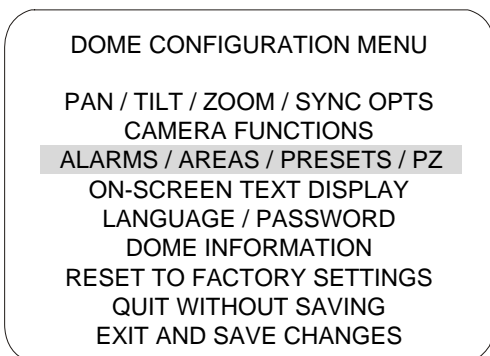 DOME CONFIGURATION MENU
PAN / TILT / ZOOM / SYNC OPTS
CAMERA FUNCTIONS
ALARMS / AREAS / PRESETS / PZ
ON-SCREEN TEXT DISPLAY
LANGUAGE / PASSWORD
DOME INFORMATION
RESET TO FACTORY SETTINGS
QUIT WITHOUT SAVING
EXIT AND SAVE CHANGES